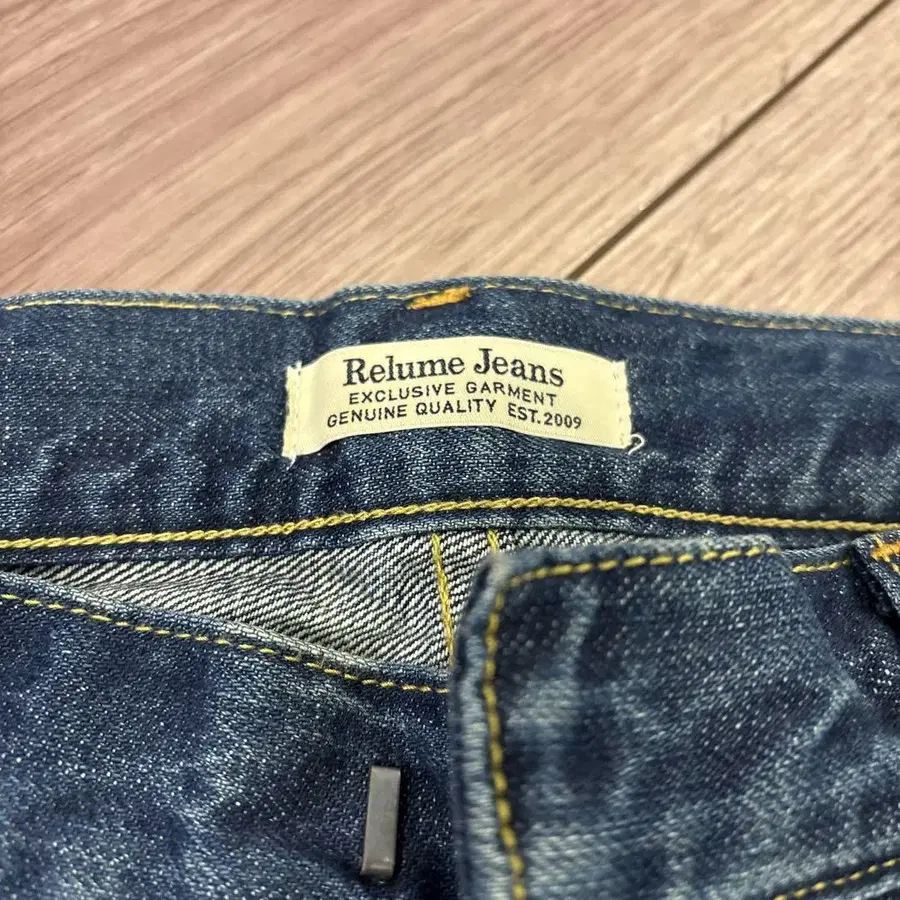 Relume Jeans
EXCLUSIVE GARMENT
GENUINE QUALITY EST.2009